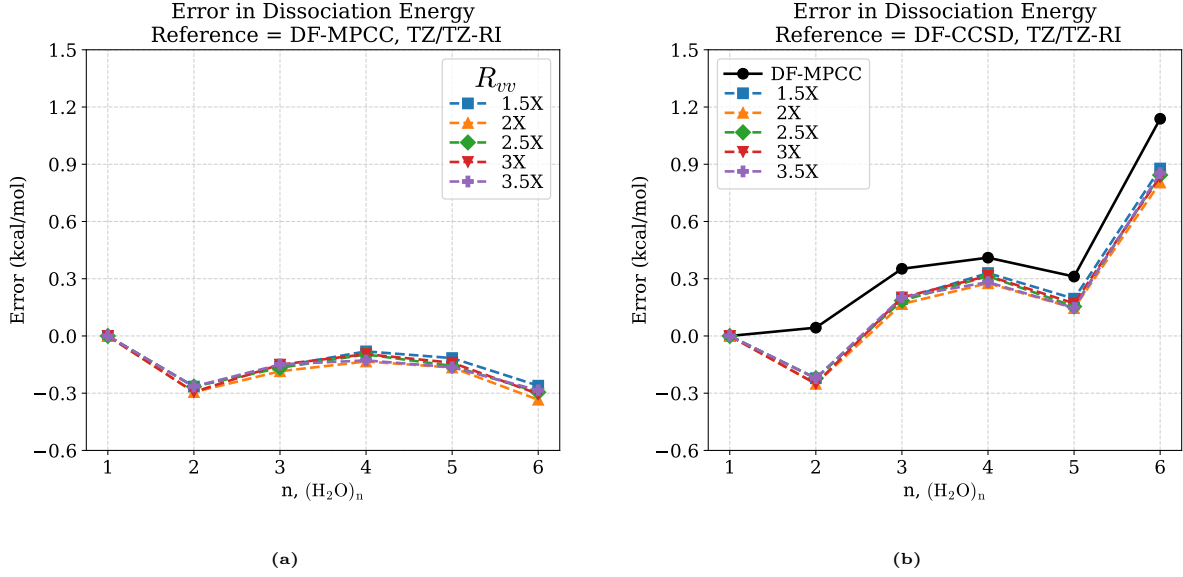 Error in Dissociation Energy
Reference = DF-MPCC, TZ/TZ-RI
Error (kcal/mol)
1.5
1.2
0.9
0.6
0.3
0.0
−0.3
−0.6
R_vv
1.5X
2X
2.5X
3X
3.5X
1 2 3 4 5 6
n, (H₂O)ₙ
(a)
Error in Dissociation Energy
Reference = DF-CCSD, TZ/TZ-RI
Error (kcal/mol)
1.5
1.2
0.9
0.6
0.3
0.0
−0.3
−0.6
DF-MPCC
1.5X
2X
2.5X
3X
3.5X
1 2 3 4 5 6
n, (H₂O)ₙ
(b)